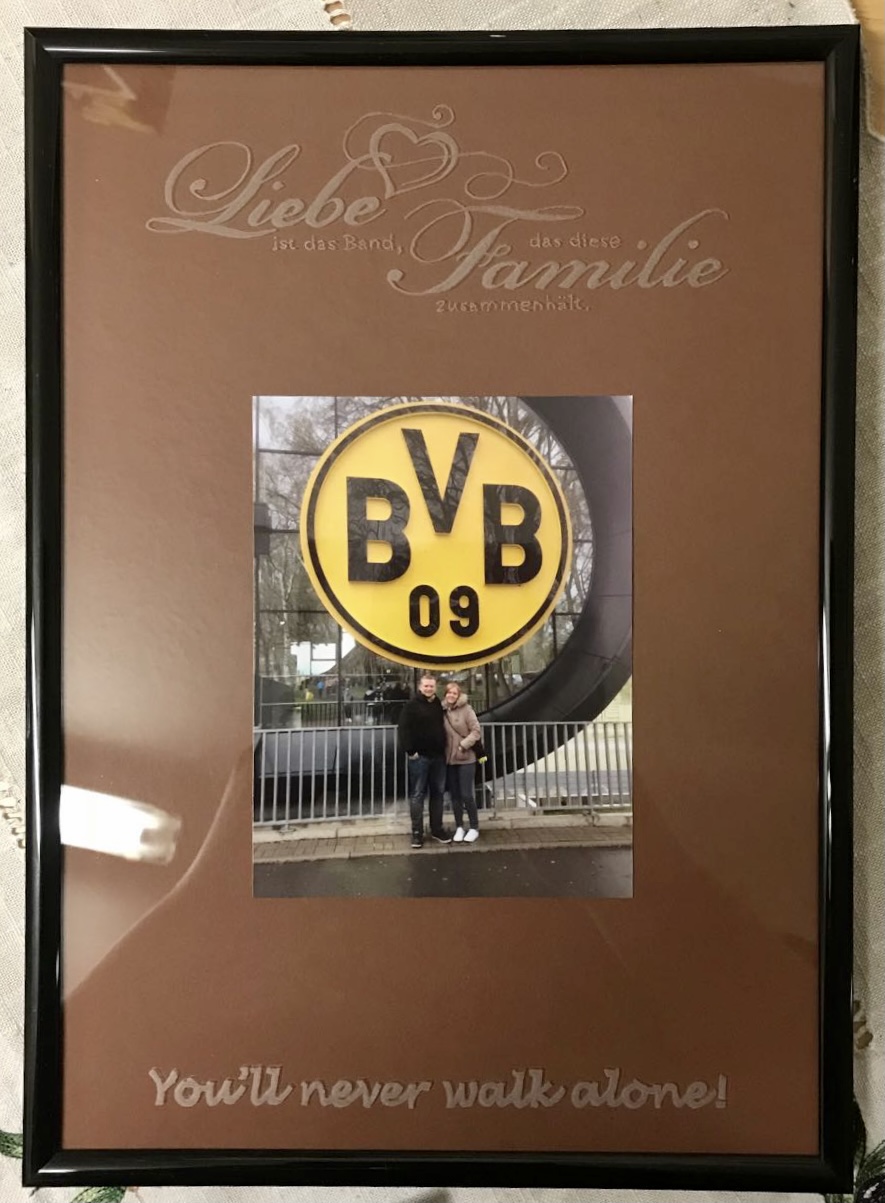 Liebe
ist das Band, das diese
Familie
zusammenhält.
BVB
09
You'll never walk alone!